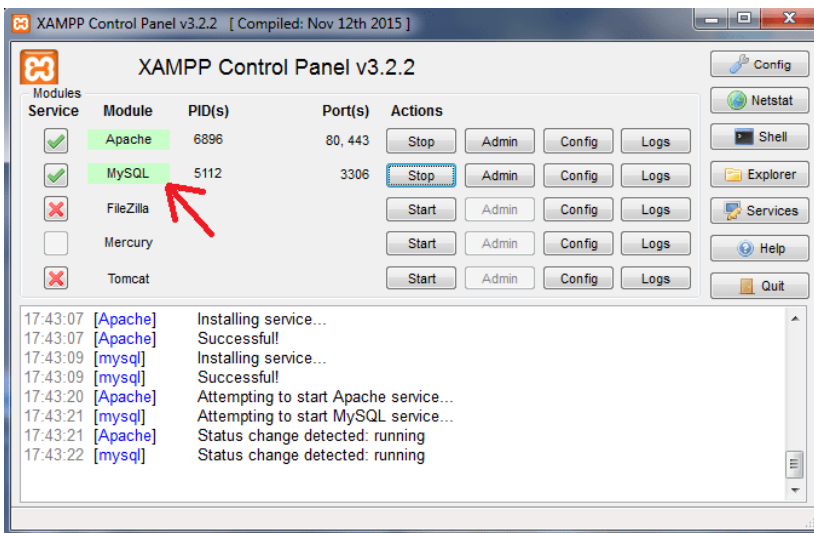 XAMPP Control Panel v3.2.2 [ Compiled: Nov 12th 2015 ]
XAMPP Control Panel v3.2.2
Config
Modules
Service Module PID(s) Port(s) Actions
Netstat
Apache 6896 80, 443 Stop Admin Config Logs
Shell
MySQL 5112 3306 Stop Admin Config Logs
Explorer
FileZilla Start Admin Config Logs
Services
Mercury Start Admin Config Logs
Help
Tomcat Start Admin Config Logs
Quit
17:43:07 [Apache] Installing service...
17:43:07 [Apache] Successful!
17:43:09 [mysql] Installing service...
17:43:09 [mysql] Successful!
17:43:20 [Apache] Attempting to start Apache service...
17:43:21 [mysql] Attempting to start MySQL service...
17:43:21 [Apache] Status change detected: running
17:43:22 [mysql] Status change detected: running